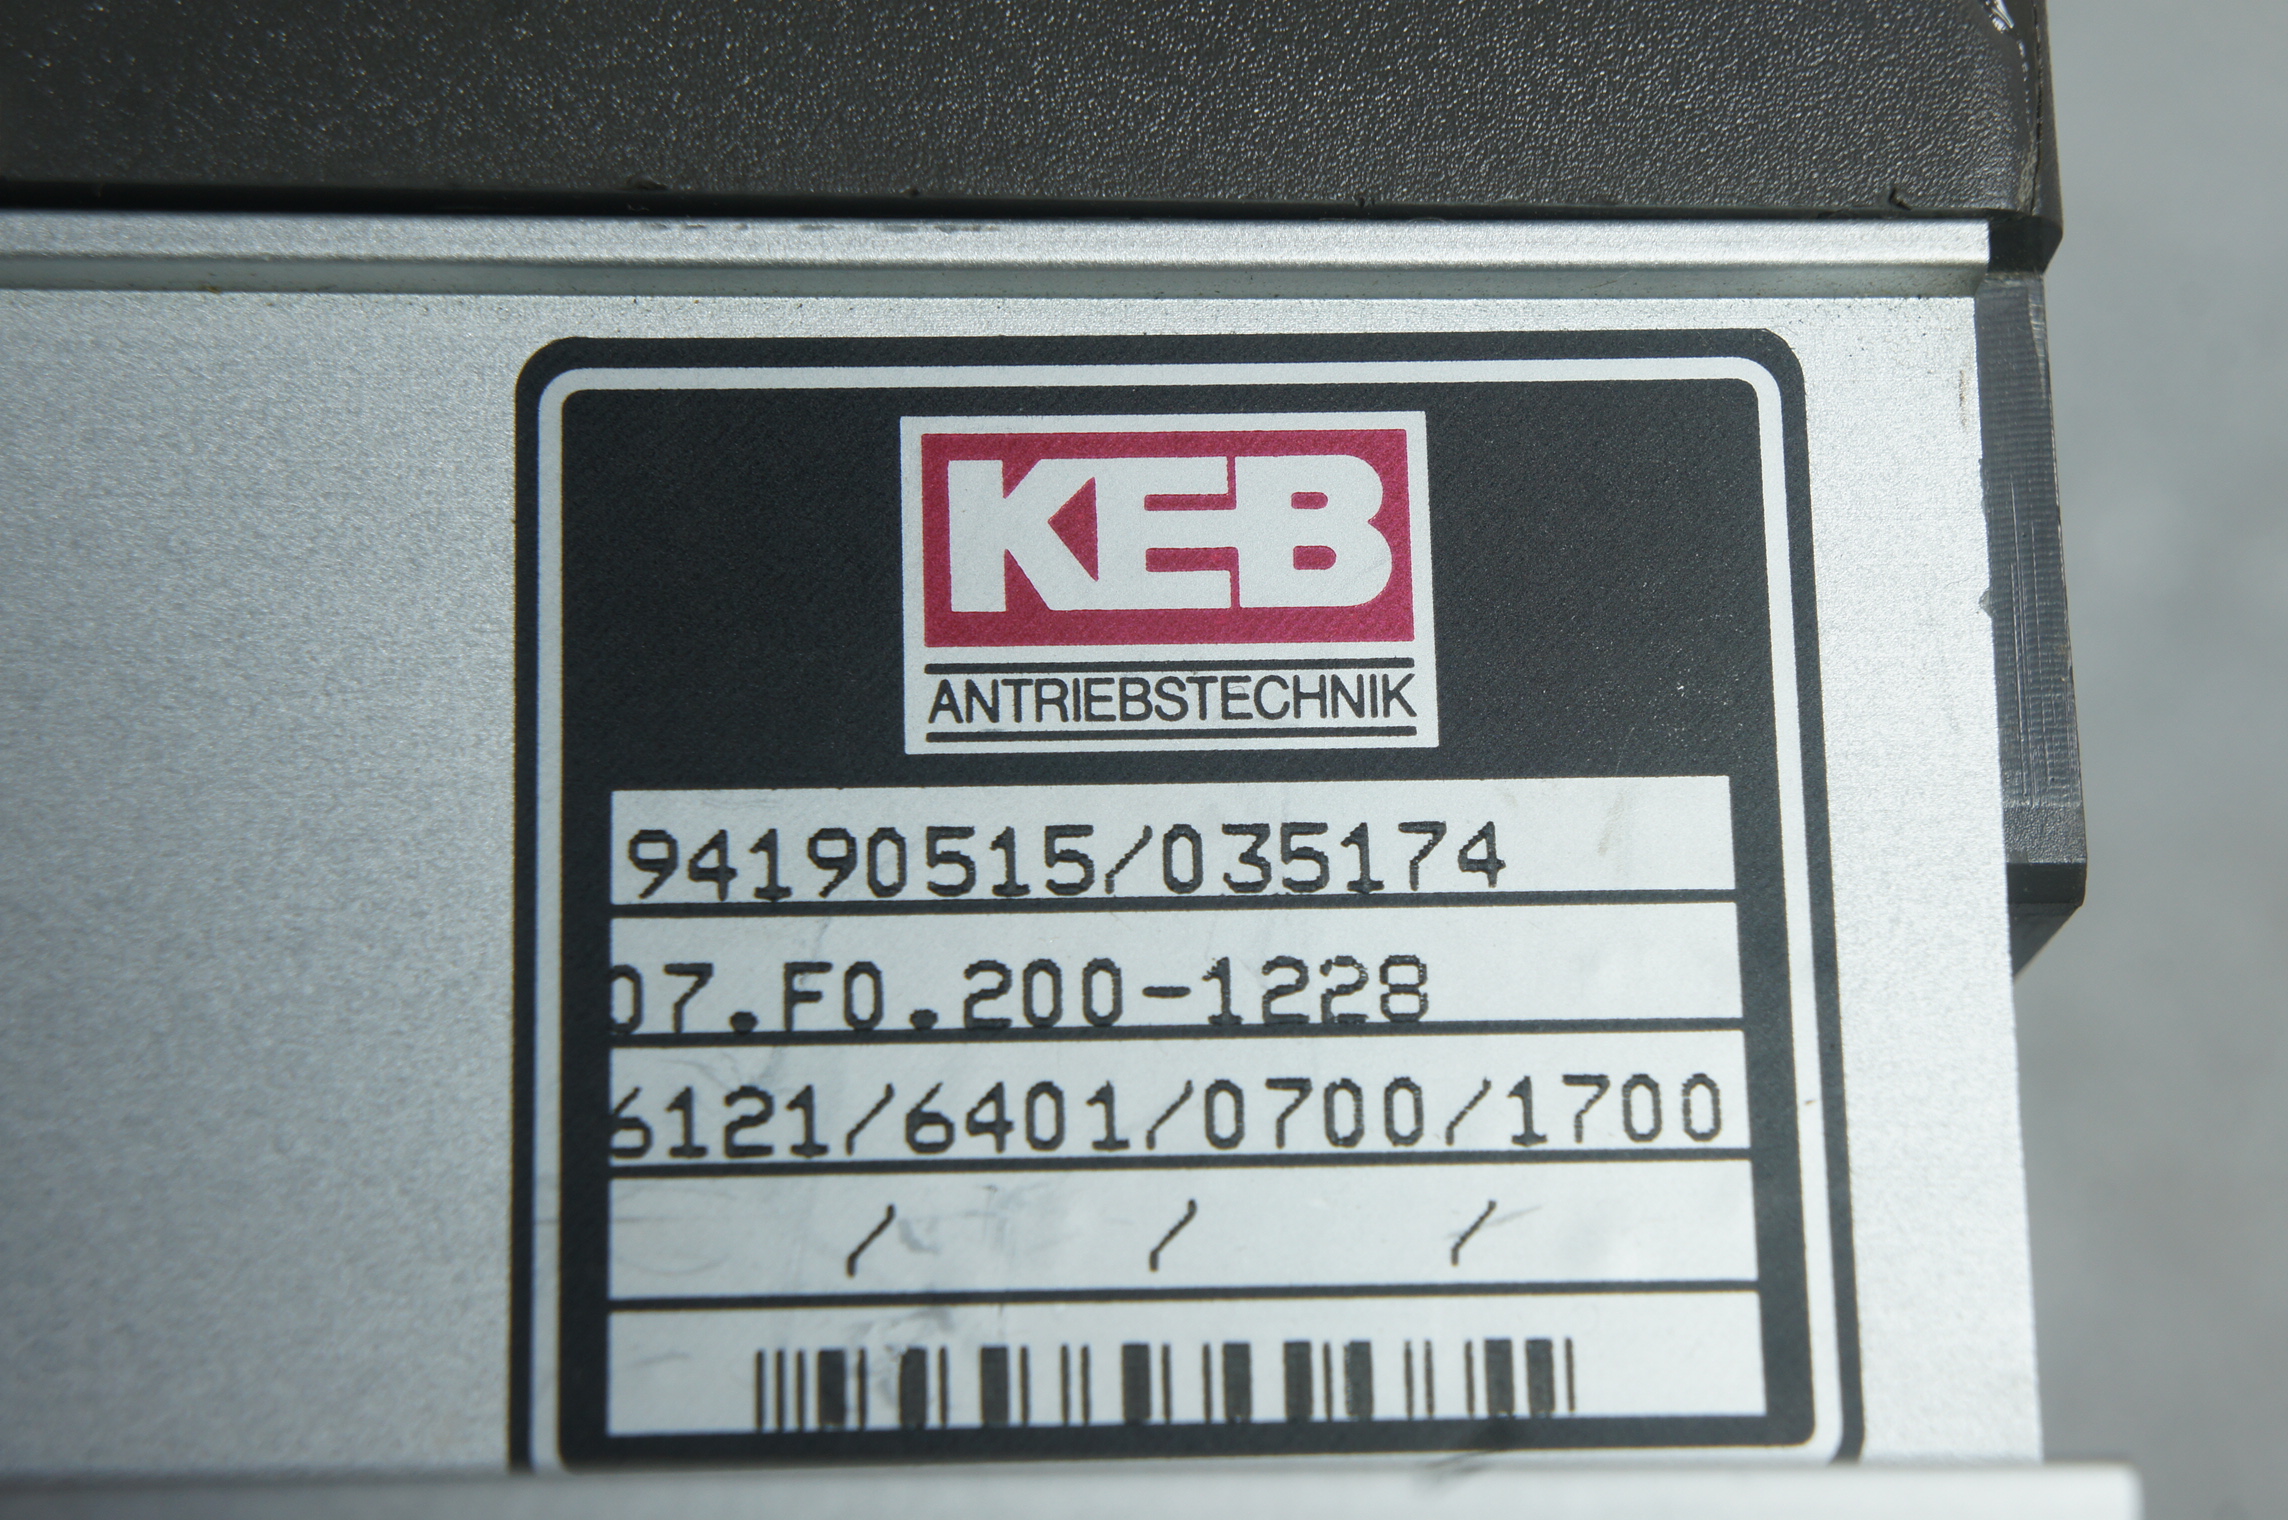 KEB
ANTRIEBSTECHNIK
94190515/035174
07.F0.200-1228
6121/6401/0700/1700
/ / /